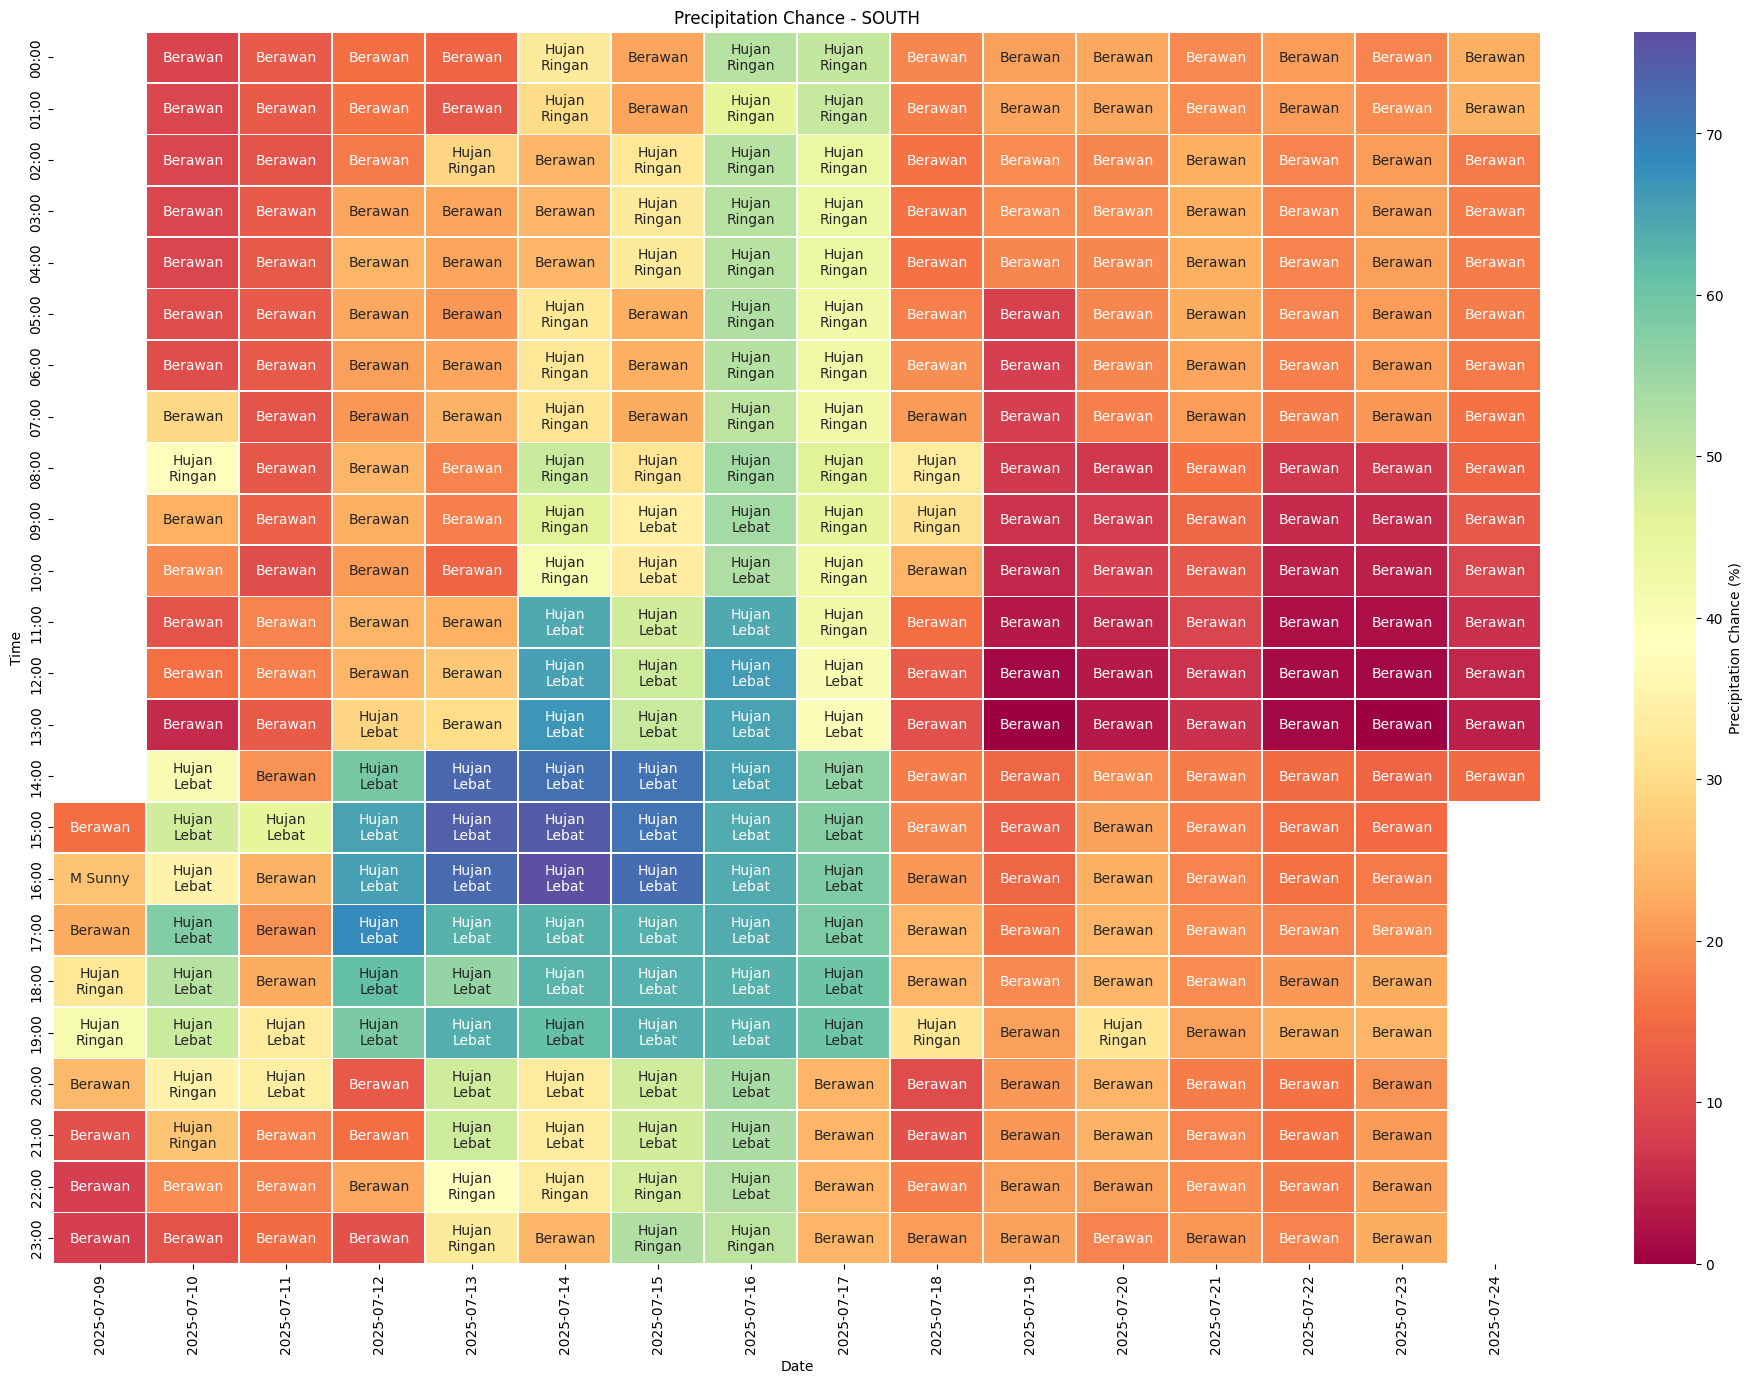 Precipitation Chance - SOUTH
00:00 Berawan Berawan Berawan Berawan Hujan Ringan Berawan Hujan Ringan Hujan Ringan Berawan Berawan Berawan Berawan Berawan Berawan Berawan
01:00 Berawan Berawan Berawan Berawan Hujan Ringan Berawan Hujan Ringan Hujan Ringan Berawan Berawan Berawan Berawan Berawan Berawan Berawan
02:00 Berawan Berawan Berawan Hujan Ringan Berawan Hujan Ringan Hujan Ringan Hujan Ringan Berawan Berawan Berawan Berawan Berawan Berawan Berawan
03:00 Berawan Berawan Berawan Berawan Berawan Hujan Ringan Hujan Ringan Hujan Ringan Berawan Berawan Berawan Berawan Berawan Berawan Berawan
04:00 Berawan Berawan Berawan Berawan Berawan Hujan Ringan Hujan Ringan Hujan Ringan Berawan Berawan Berawan Berawan Berawan Berawan Berawan
05:00 Berawan Berawan Berawan Berawan Hujan Ringan Berawan Hujan Ringan Hujan Ringan Berawan Berawan Berawan Berawan Berawan Berawan Berawan
06:00 Berawan Berawan Berawan Berawan Hujan Ringan Berawan Hujan Ringan Hujan Ringan Berawan Berawan Berawan Berawan Berawan Berawan Berawan
07:00 Berawan Berawan Berawan Berawan Hujan Ringan Berawan Hujan Ringan Hujan Ringan Berawan Berawan Berawan Berawan Berawan Berawan Berawan
08:00 Hujan Ringan Berawan Berawan Berawan Hujan Ringan Hujan Ringan Hujan Ringan Hujan Ringan Hujan Ringan Berawan Berawan Berawan Berawan Berawan Berawan
09:00 Berawan Berawan Berawan Berawan Hujan Ringan Hujan Lebat Hujan Lebat Hujan Ringan Hujan Ringan Berawan Berawan Berawan Berawan Berawan Berawan
10:00 Berawan Berawan Berawan Berawan Hujan Ringan Hujan Lebat Hujan Lebat Hujan Ringan Berawan Berawan Berawan Berawan Berawan Berawan Berawan
11:00 Berawan Berawan Berawan Berawan Hujan Lebat Hujan Lebat Hujan Lebat Hujan Ringan Berawan Berawan Berawan Berawan Berawan Berawan Berawan
12:00 Berawan Berawan Berawan Berawan Hujan Lebat Hujan Lebat Hujan Lebat Hujan Lebat Berawan Berawan Berawan Berawan Berawan Berawan Berawan
13:00 Berawan Berawan Hujan Lebat Berawan Hujan Lebat Hujan Lebat Hujan Lebat Hujan Lebat Berawan Berawan Berawan Berawan Berawan Berawan Berawan
14:00 Hujan Lebat Berawan Hujan Lebat Hujan Lebat Hujan Lebat Hujan Lebat Hujan Lebat Hujan Lebat Berawan Berawan Berawan Berawan Berawan Berawan Berawan
15:00 Berawan Hujan Lebat Hujan Lebat Hujan Lebat Hujan Lebat Hujan Lebat Hujan Lebat Hujan Lebat Hujan Lebat Berawan Berawan Berawan Berawan Berawan Berawan
16:00 M Sunny Hujan Lebat Berawan Hujan Lebat Hujan Lebat Hujan Lebat Hujan Lebat Hujan Lebat Hujan Lebat Berawan Berawan Berawan Berawan Berawan Berawan
17:00 Berawan Hujan Lebat Berawan Hujan Lebat Hujan Lebat Hujan Lebat Hujan Lebat Hujan Lebat Hujan Lebat Berawan Berawan Berawan Berawan Berawan Berawan
18:00 Hujan Ringan Hujan Lebat Berawan Hujan Lebat Hujan Lebat Hujan Lebat Hujan Lebat Hujan Lebat Hujan Lebat Berawan Berawan Berawan Berawan Berawan Berawan
19:00 Hujan Ringan Hujan Lebat Hujan Lebat Hujan Lebat Hujan Lebat Hujan Lebat Hujan Lebat Hujan Lebat Hujan Lebat Hujan Ringan Berawan Hujan Ringan Berawan Berawan Berawan
20:00 Berawan Hujan Ringan Hujan Lebat Berawan Hujan Lebat Hujan Lebat Hujan Lebat Hujan Lebat Berawan Berawan Berawan Berawan Berawan Berawan Berawan
21:00 Berawan Hujan Ringan Berawan Berawan Hujan Lebat Hujan Lebat Hujan Lebat Hujan Lebat Berawan Berawan Berawan Berawan Berawan Berawan Berawan
22:00 Berawan Berawan Berawan Berawan Hujan Ringan Hujan Ringan Hujan Ringan Hujan Lebat Berawan Berawan Berawan Berawan Berawan Berawan Berawan
23:00 Berawan Berawan Berawan Berawan Hujan Ringan Berawan Hujan Ringan Hujan Ringan Berawan Berawan Berawan Berawan Berawan Berawan Berawan
Time
2025-07-09 2025-07-10 2025-07-11 2025-07-12 2025-07-13 2025-07-14 2025-07-15 2025-07-16 2025-07-17 2025-07-18 2025-07-19 2025-07-20 2025-07-21 2025-07-22 2025-07-23 2025-07-24
Date
70
60
50
40
30
20
10
0
Precipitation Chance (%)